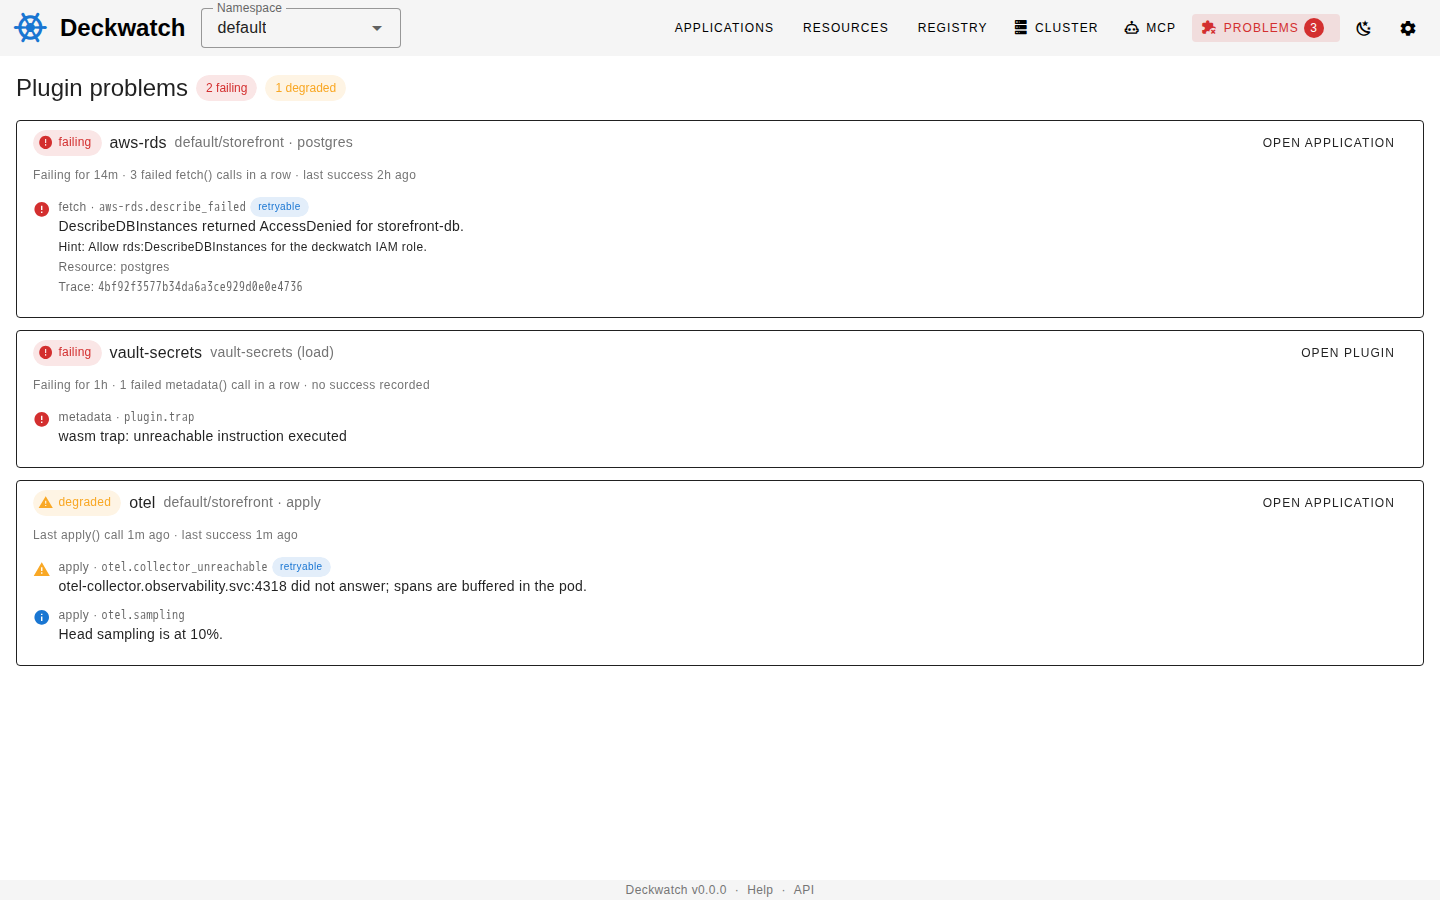 Deckwatch
Namespace
default
APPLICATIONS
RESOURCES
REGISTRY
CLUSTER
MCP
PROBLEMS 3
Plugin problems
2 failing
1 degraded
failing aws-rds default/storefront · postgres
OPEN APPLICATION
Failing for 14m · 3 failed fetch() calls in a row · last success 2h ago
fetch · aws-rds.describe_failed retryable
DescribeDBInstances returned AccessDenied for storefront-db.
Hint: Allow rds:DescribeDBInstances for the deckwatch IAM role.
Resource: postgres
Trace: 4bf92f3577b34da6a3ce929d0e0e4736
failing vault-secrets vault-secrets (load)
OPEN PLUGIN
Failing for 1h · 1 failed metadata() call in a row · no success recorded
metadata · plugin.trap
wasm trap: unreachable instruction executed
degraded otel default/storefront · apply
OPEN APPLICATION
Last apply() call 1m ago · last success 1m ago
apply · otel.collector_unreachable retryable
otel-collector.observability.svc:4318 did not answer; spans are buffered in the pod.
apply · otel.sampling
Head sampling is at 10%.
Deckwatch v0.0.0 · Help · API